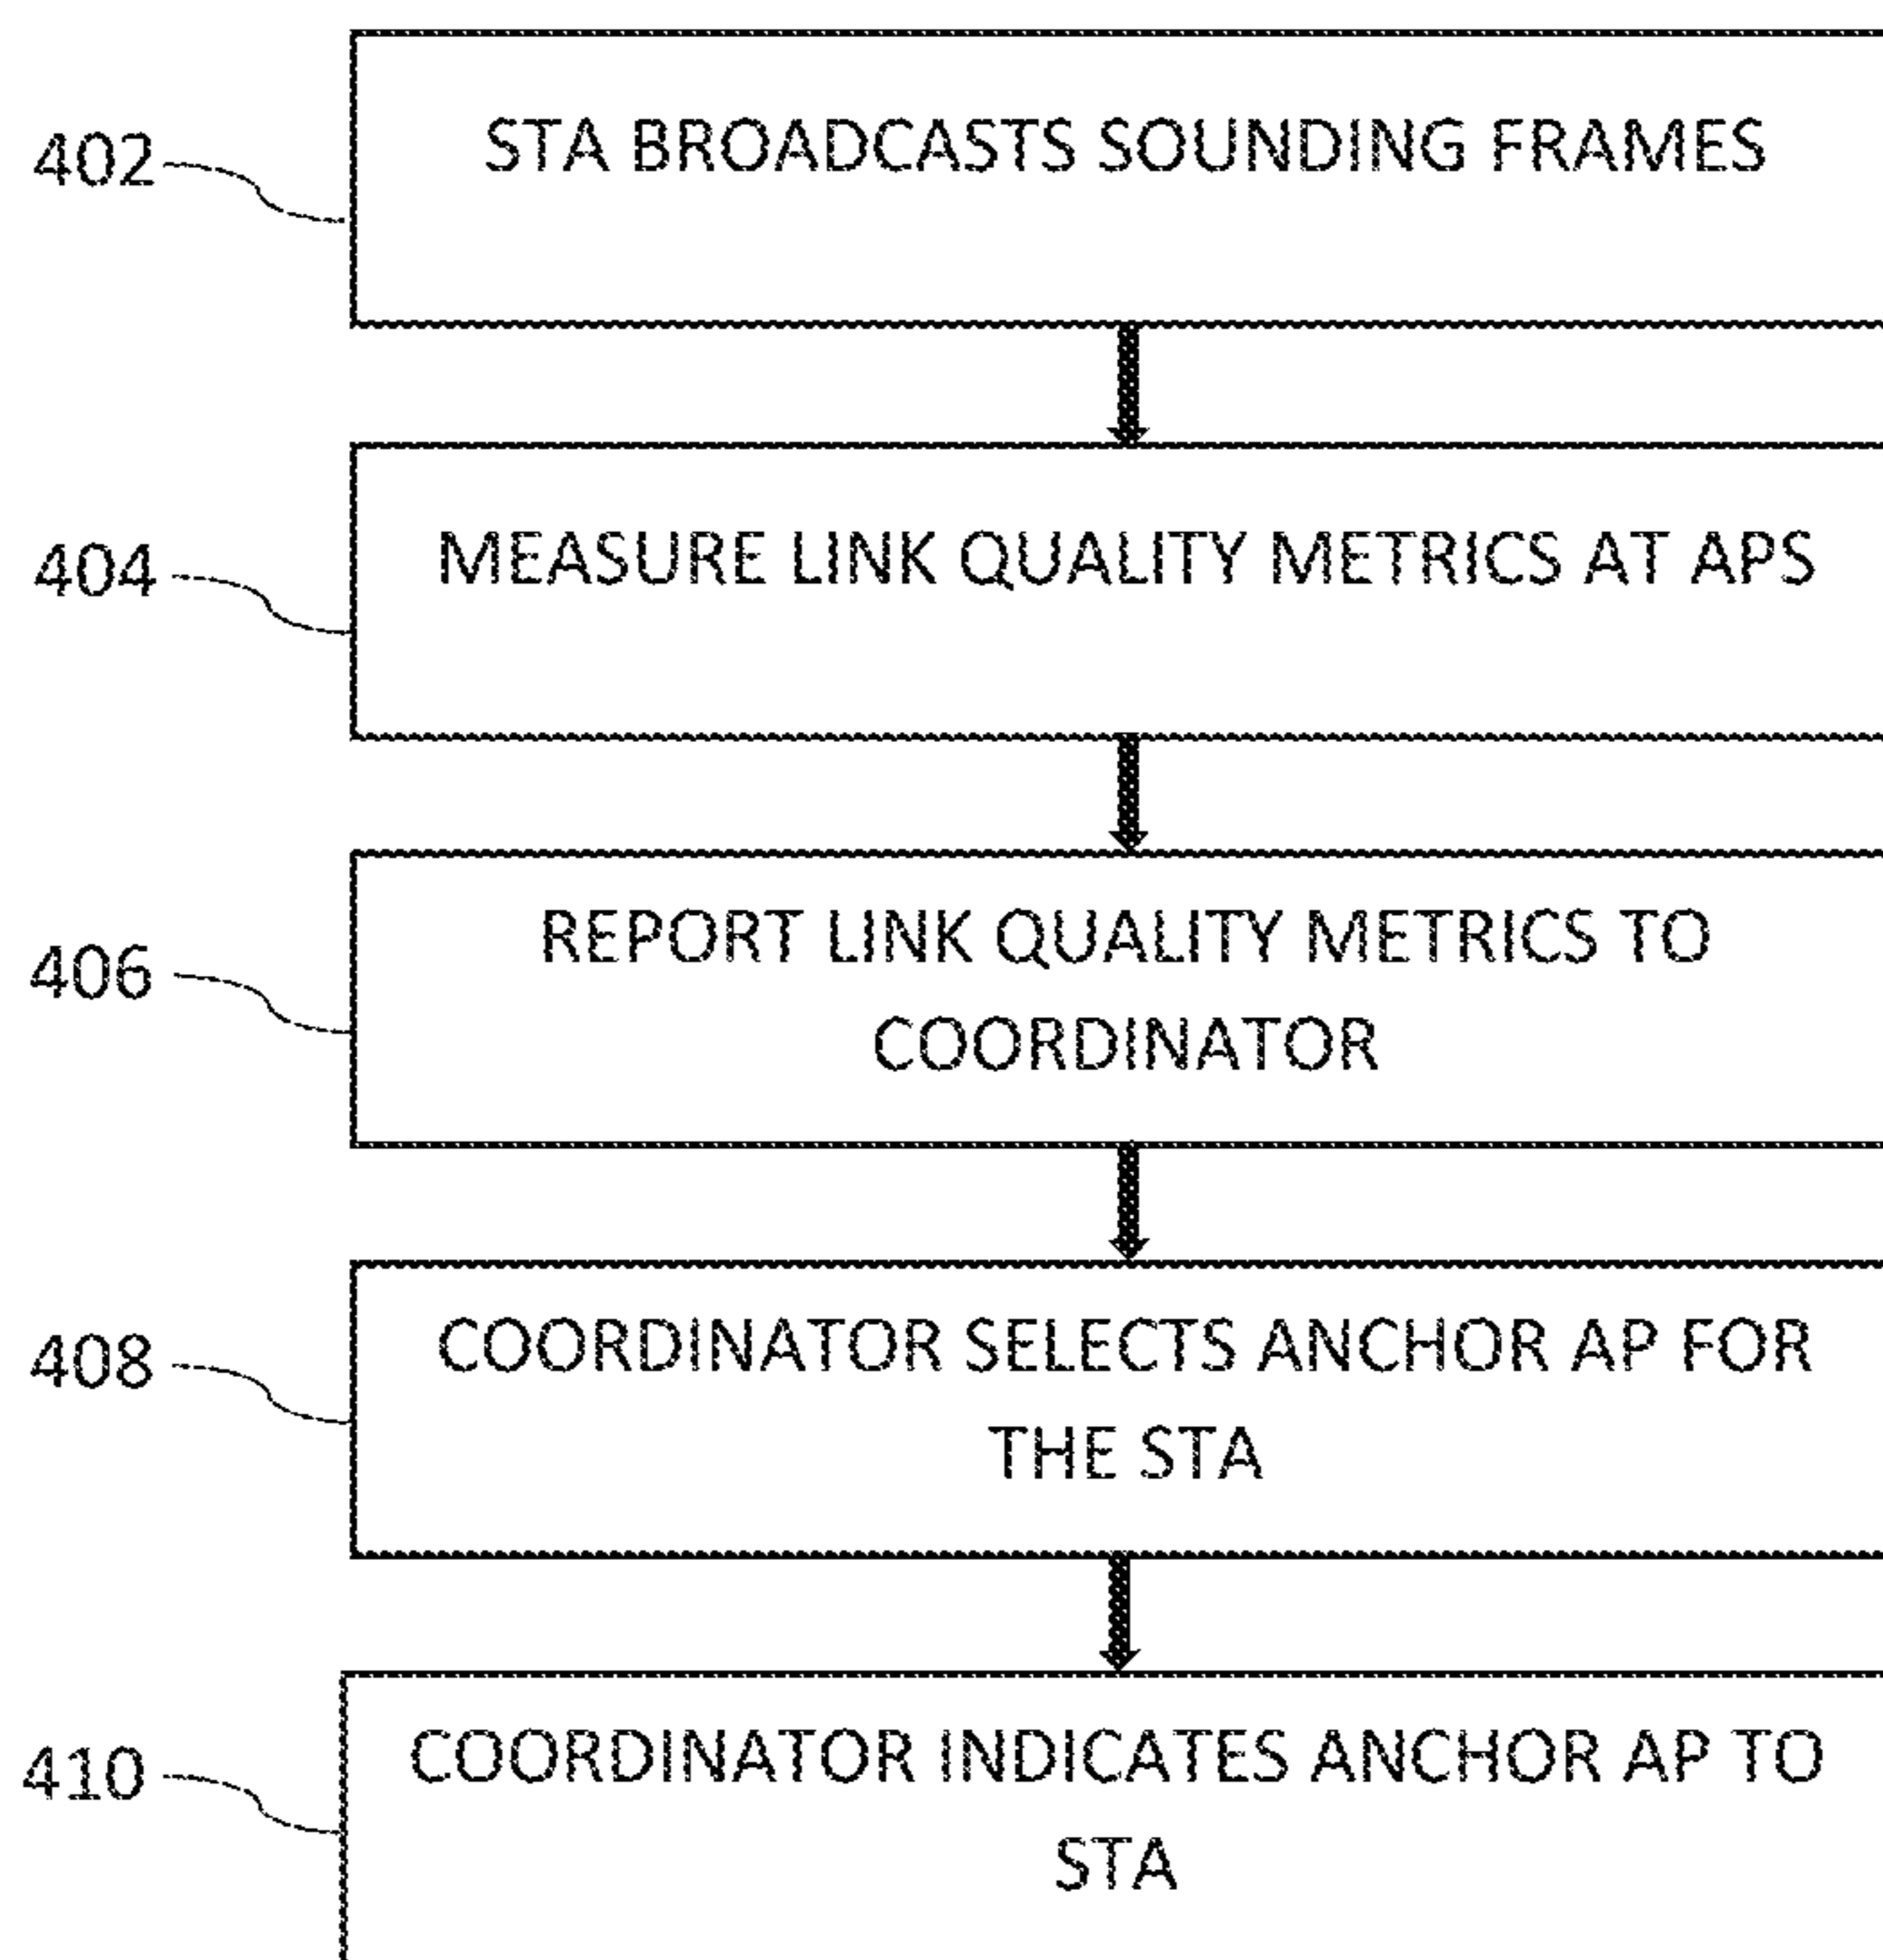 402
STA BROADCASTS SOUNDING FRAMES
404
MEASURE LINK QUALITY METRICS AT APS
406
REPORT LINK QUALITY METRICS TO
COORDINATOR
408
COORDINATOR SELECTS ANCHOR AP FOR
THE STA
410
COORDINATOR INDICATES ANCHOR AP TO
STA